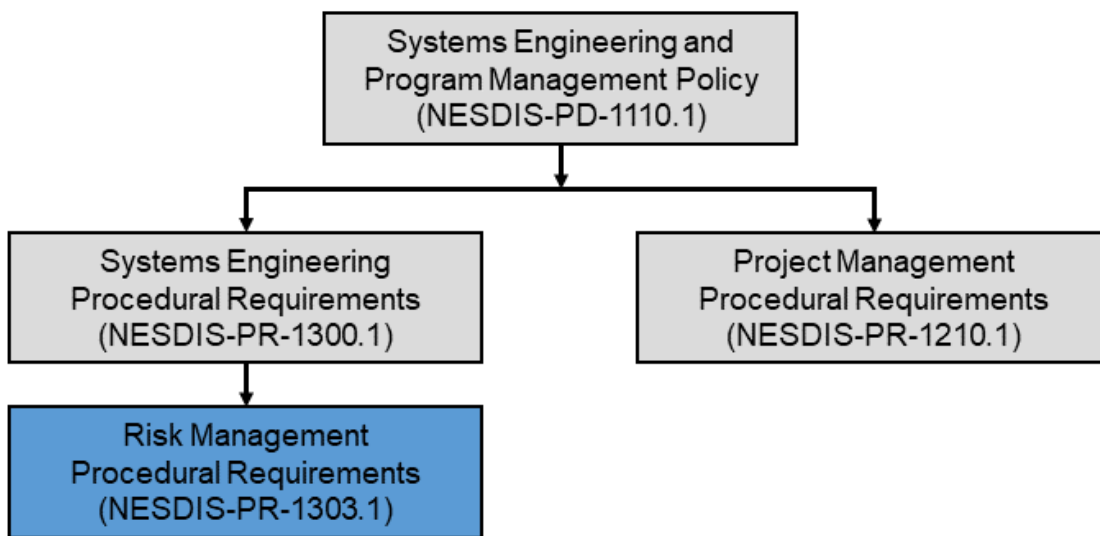 Systems Engineering and
Program Management Policy
(NESDIS-PD-1110.1)
Systems Engineering
Procedural Requirements
(NESDIS-PR-1300.1)
Project Management
Procedural Requirements
(NESDIS-PR-1210.1)
Risk Management
Procedural Requirements
(NESDIS-PR-1303.1)